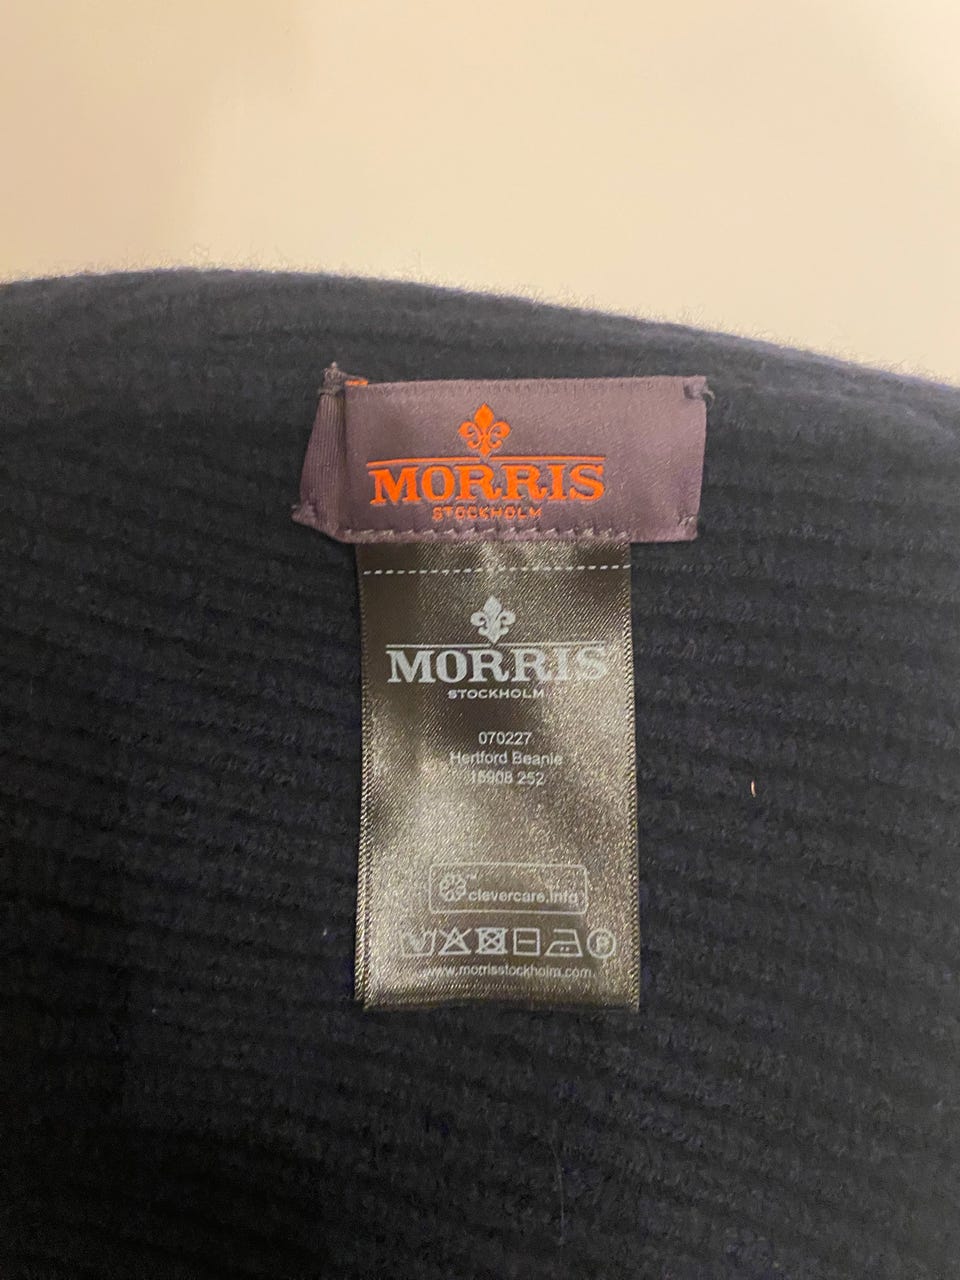 MORRIS
STOCKHOLM
MORRIS
STOCKHOLM
070227
Hertford Beanie
15908 252
clevercare.info
P
www.morrisstockholm.com